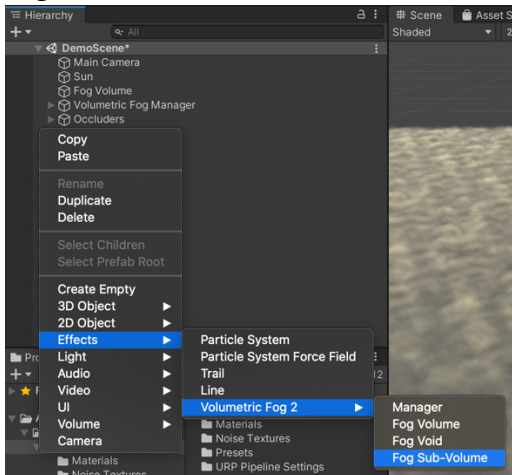 Hierarchy
Scene
Asset S
All
Shaded
2
DemoScene*
Main Camera
Sun
Fog Volume
Volumetric Fog Manager
Occluders
Copy
Paste
Rename
Duplicate
Delete
Select Children
Select Prefab Root
Create Empty
3D Object
2D Object
Effects
Light
Audio
Video
UI
Volume
Camera
Particle System
Particle System Force Field
Trail
Line
Volumetric Fog 2
Manager
Fog Volume
Fog Void
Fog Sub-Volume
Pro
12
Materials
Noise Textures
Presets
URP Pipeline Settings
Materials
Noise Textures